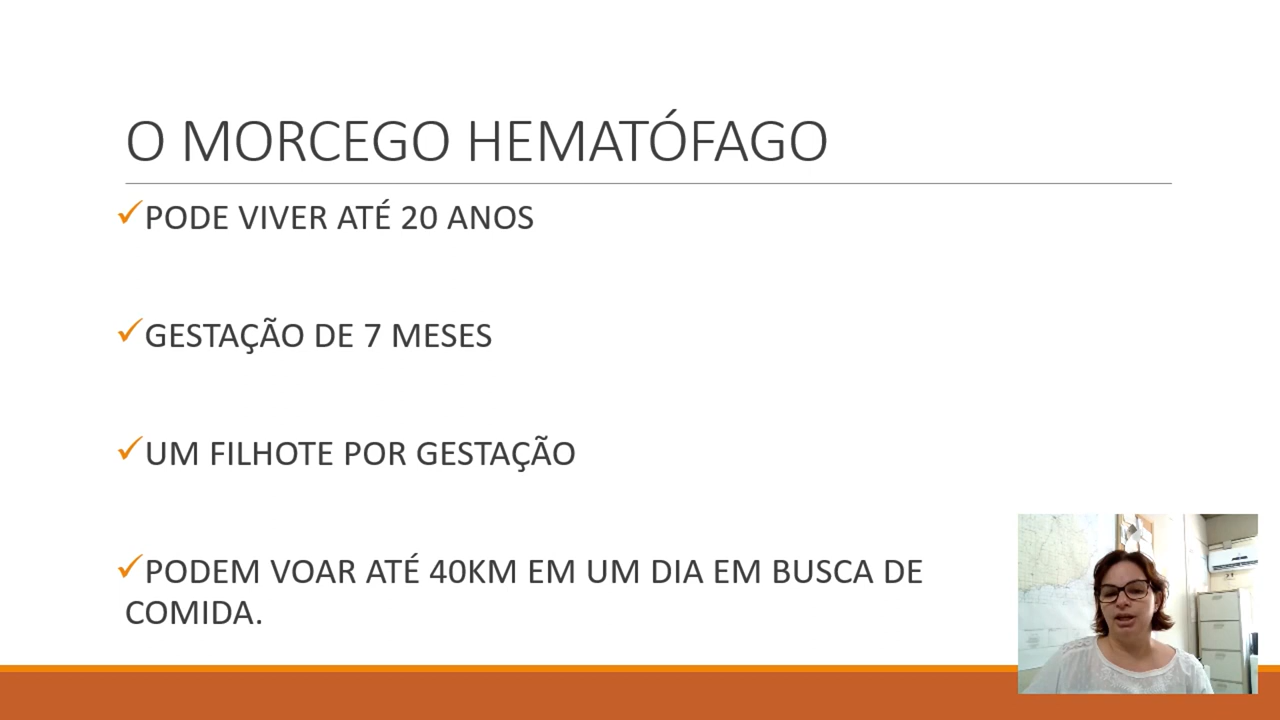 O MORCEGO HEMATÓFAGO
✓PODE VIVER ATÉ 20 ANOS
✓GESTAÇÃO DE 7 MESES
✓UM FILHOTE POR GESTAÇÃO
✓PODEM VOAR ATÉ 40KM EM UM DIA EM BUSCA DE
COMIDA.